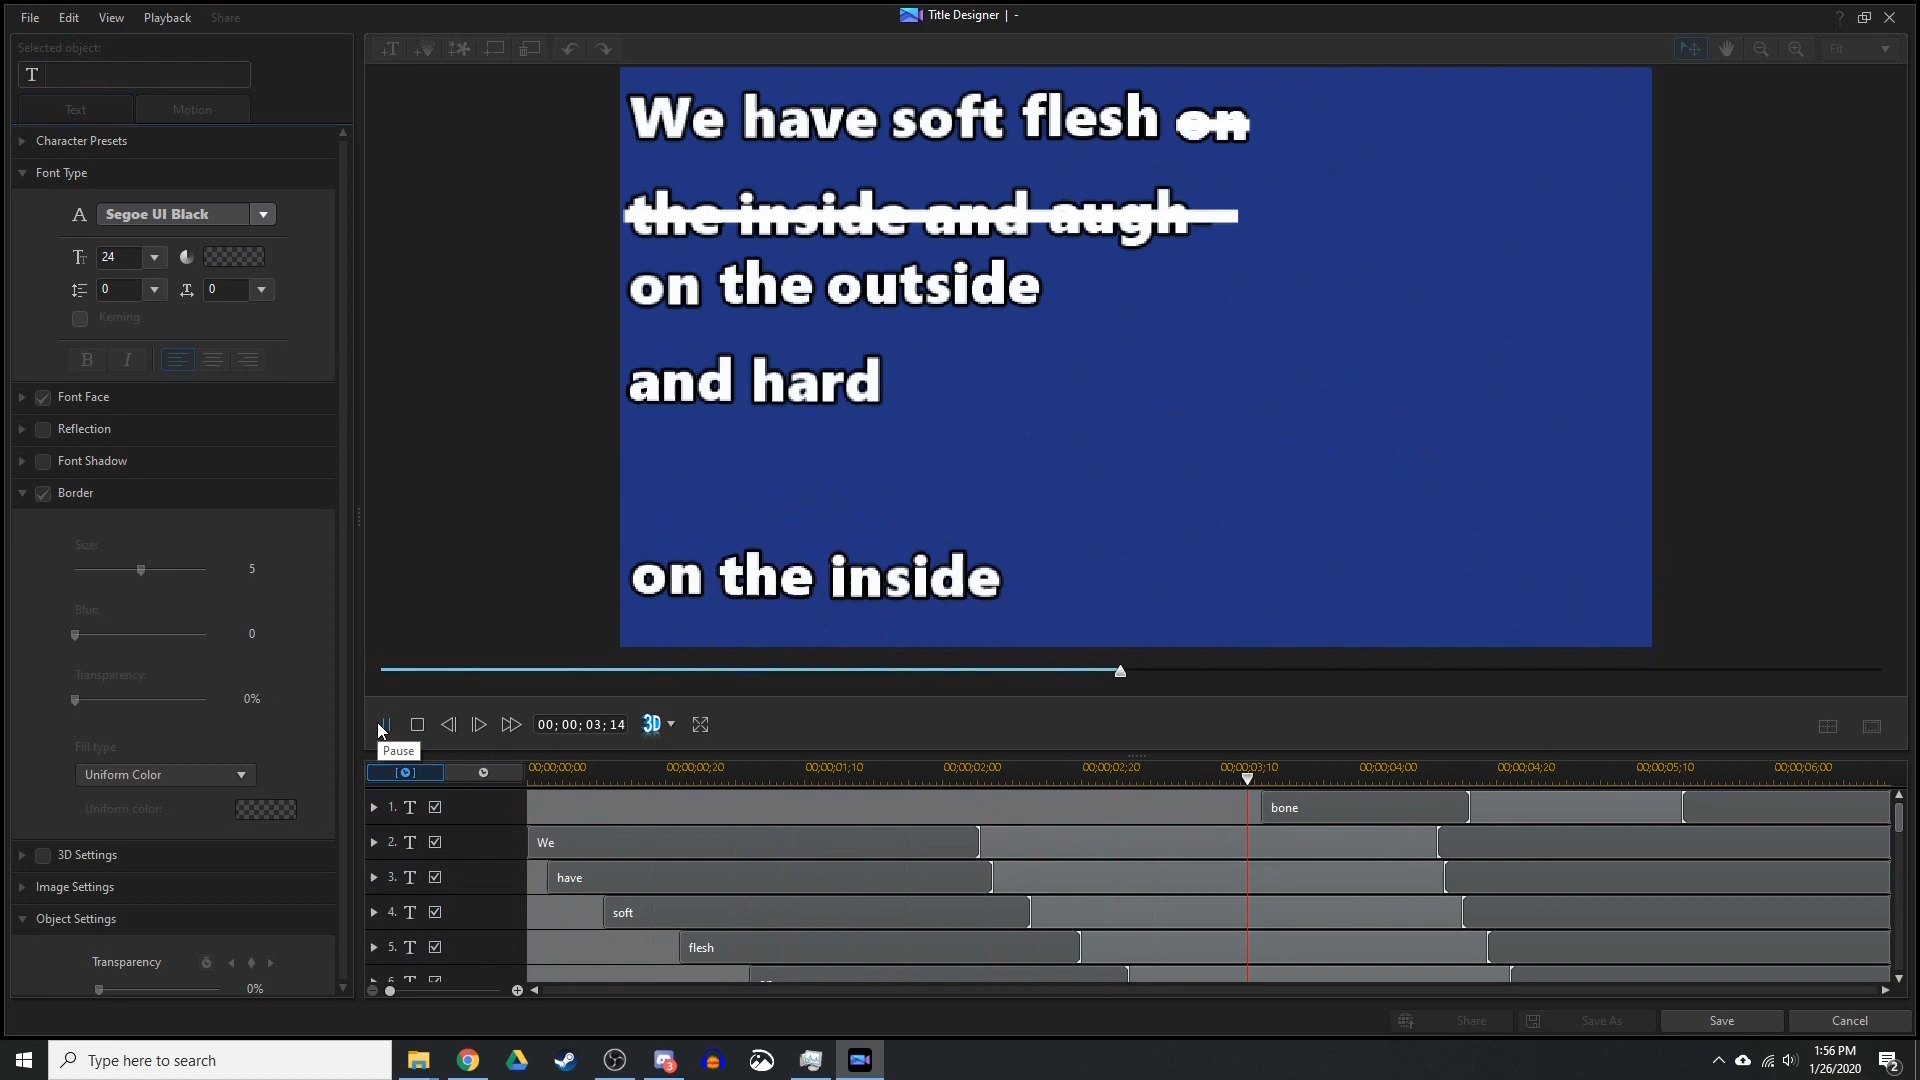 File Edit View Playback Share
Title Designer | -
Selected object:
T
Text Motion
Character Presets
Font Type
A Segoe UI Black
24
0 0
Kerning
B I
Font Face
Reflection
Font Shadow
Border
Size:
5
Blur:
0
Transparency:
0%
Fill type
Uniform Color
Uniform color:
3D Settings
Image Settings
Object Settings
Transparency
0%
Fit
We have soft flesh on
the inside and augh-
on the outside
and hard
on the inside
00;00;03;14 3D
Pause
00;00;00;00 00;00;00;20 00;00;01;10 00;00;02;00 00;00;02;20 00;00;03;10 00;00;04;00 00;00;04;20 00;00;05;10 00;00;06;00
1. T bone
2. T We
3. T have
4. T soft
5. T flesh
6. T
Share Save As Save Cancel
Type here to search
3
1:56 PM
1/26/2020
2